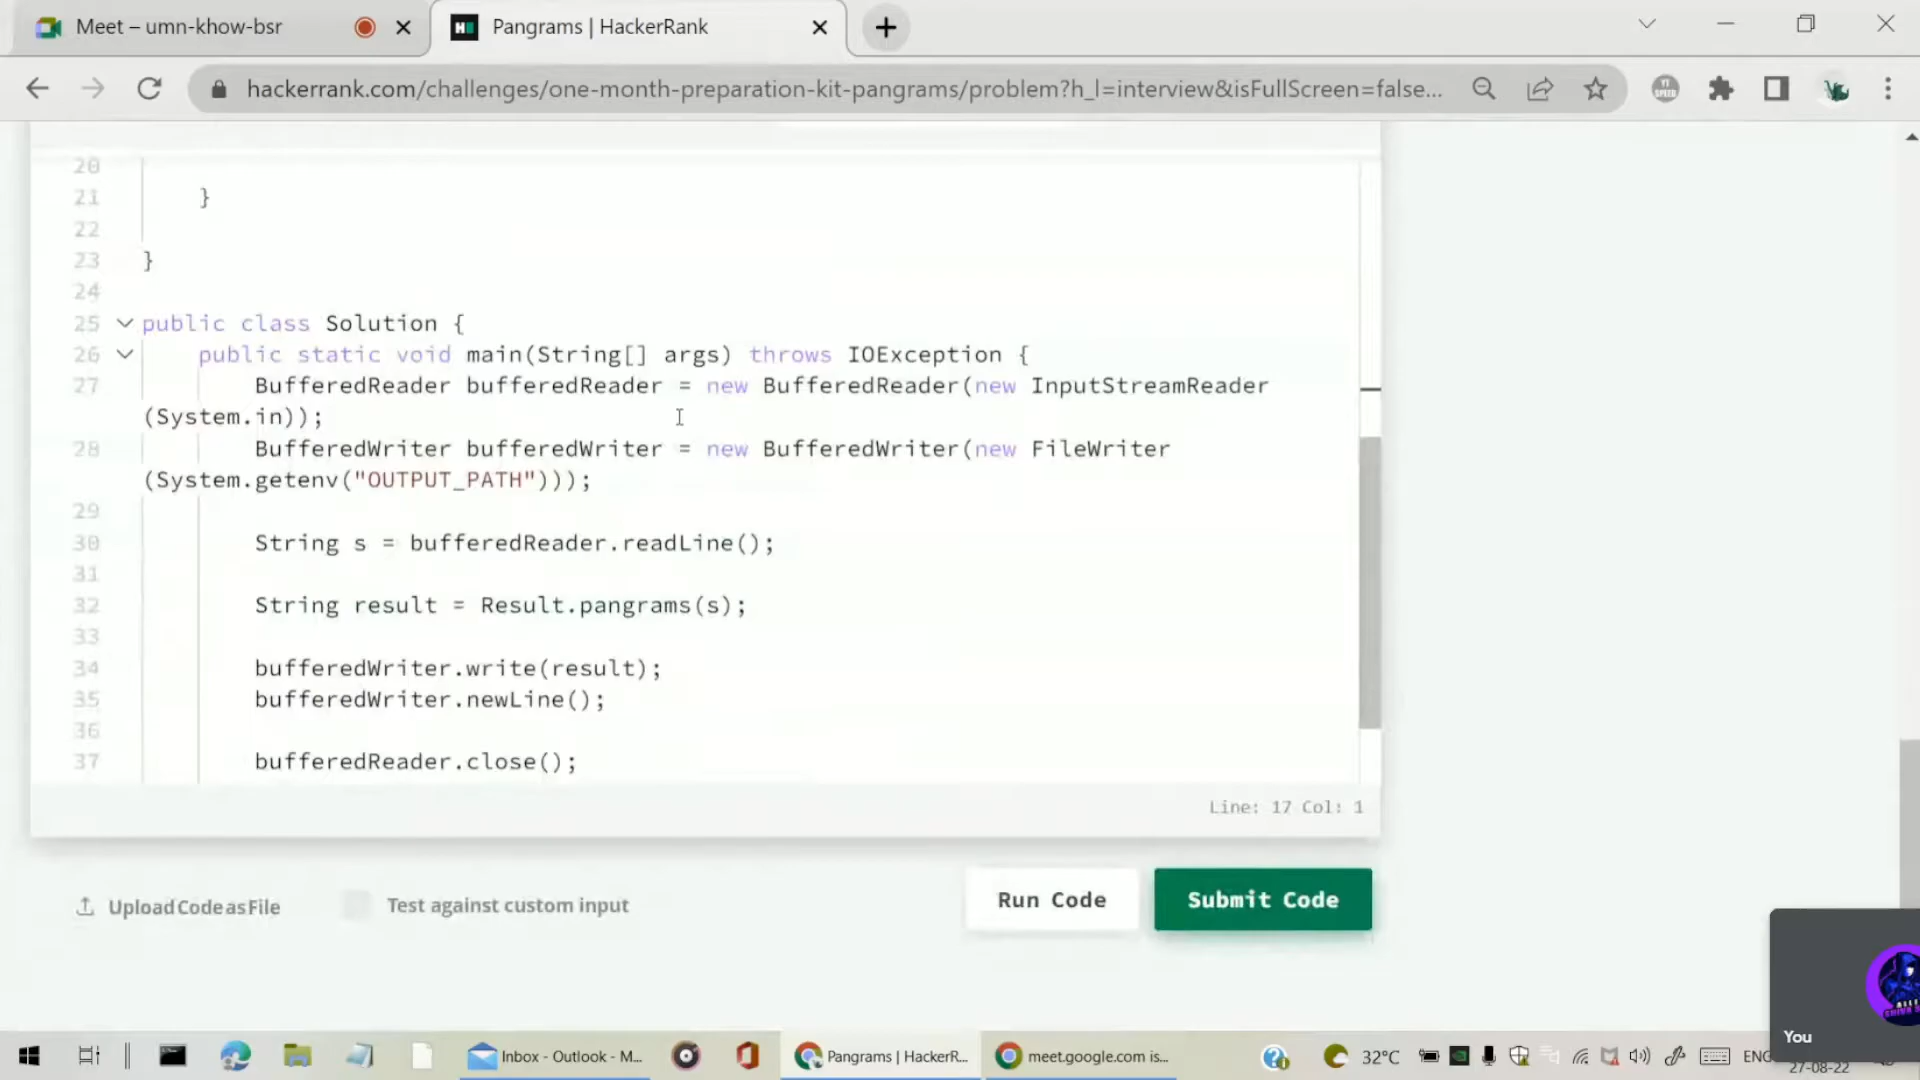 Meet – umn-khow-bsr
Pangrams | HackerRank
hackerrank.com/challenges/one-month-preparation-kit-pangrams/problem?h_l=interview&isFullScreen=false...
20
21 }
22
23 }
24
25 public class Solution {
26 public static void main(String[] args) throws IOException {
27 BufferedReader bufferedReader = new BufferedReader(new InputStreamReader
(System.in));
28 BufferedWriter bufferedWriter = new BufferedWriter(new FileWriter
(System.getenv("OUTPUT_PATH")));
29
30 String s = bufferedReader.readLine();
31
32 String result = Result.pangrams(s);
33
34 bufferedWriter.write(result);
35 bufferedWriter.newLine();
36
37 bufferedReader.close();
Line: 17 Col: 1
Upload Code as File
Test against custom input
Run Code
Submit Code
You
Inbox - Outlook - M...
Pangrams | HackerR...
meet.google.com is...
32°C
ENG
27-08-22